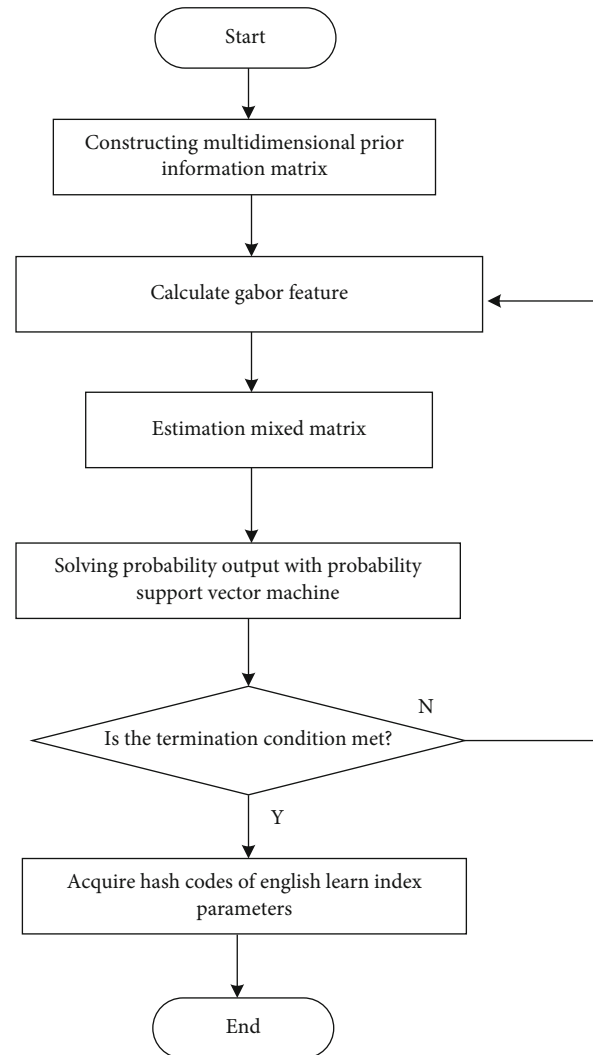 Start
Constructing multidimensional prior
information matrix
Calculate gabor feature
Estimation mixed matrix
Solving probability output with probability
support vector machine
Is the termination condition met?
N
Y
Acquire hash codes of english learn index
parameters
End